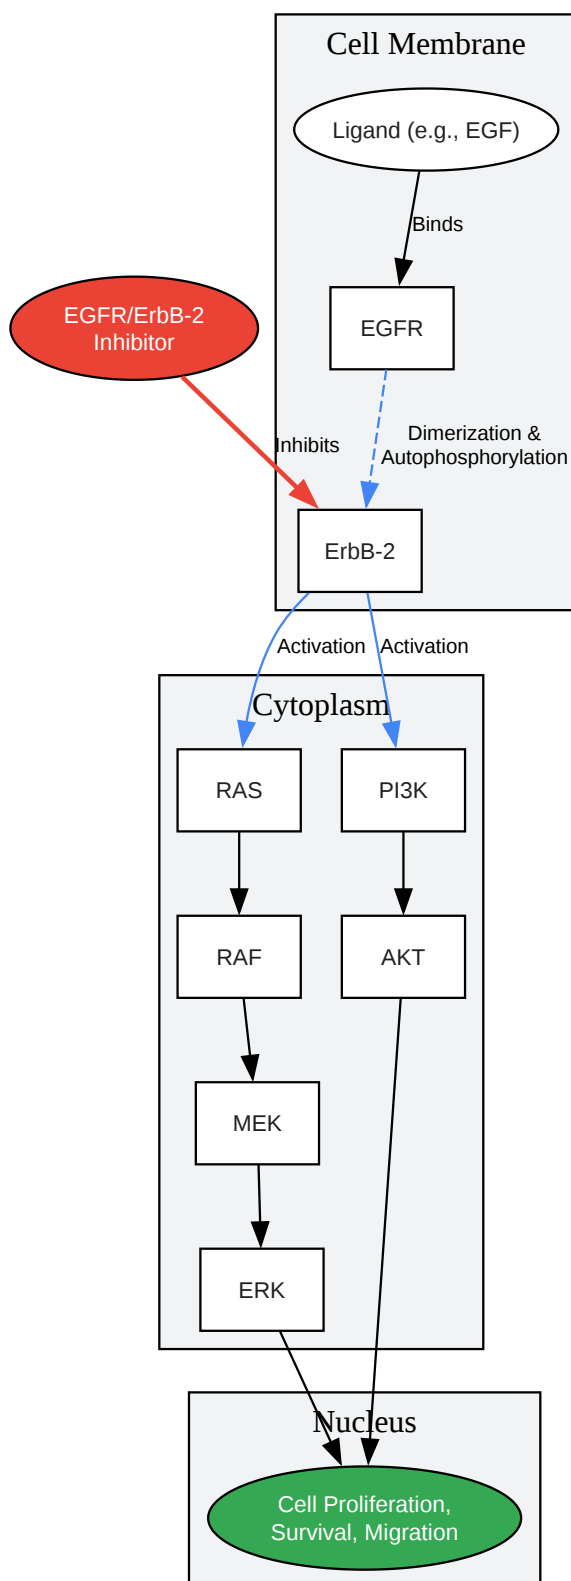 Cell Membrane
Ligand (e.g., EGF)
Binds
EGFR/ErbB-2
Inhibitor
EGFR
Inhibits
Dimerization &
Autophosphorylation
ErbB-2
Activation
Activation
Cytoplasm
RAS
PI3K
RAF
AKT
MEK
ERK
Nucleus
Cell Proliferation,
Survival, Migration